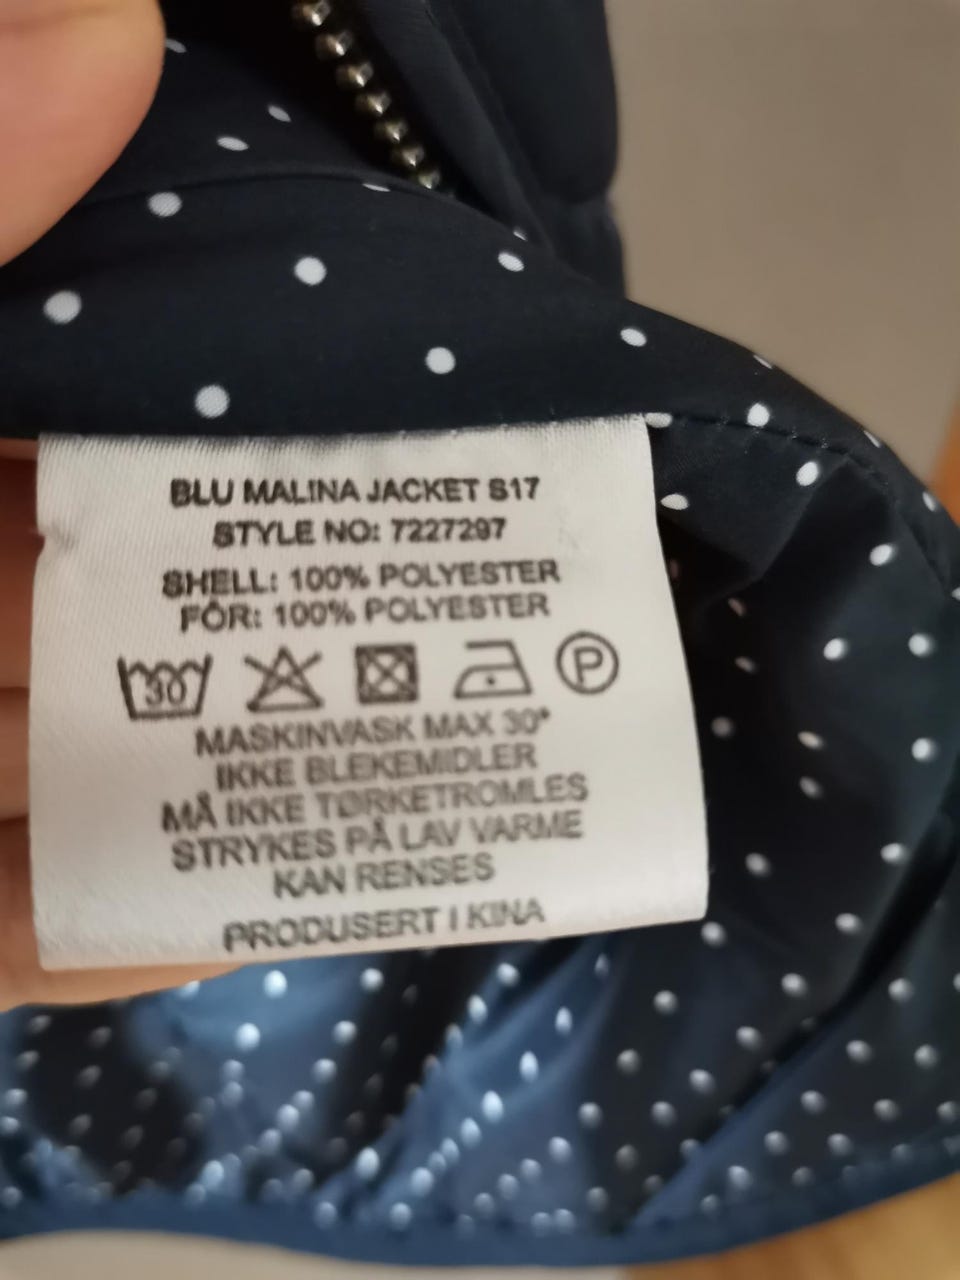 BLU MALINA JACKET S17
STYLE NO: 7227297
SHELL: 100% POLYESTER
FÔR: 100% POLYESTER
30 P
MASKINVASK MAX 30°
IKKE BLEKEMIDLER
MÅ IKKE TØRKETROMLES
STRYKES PÅ LAV VARME
KAN RENSES
PRODUSERT I KINA